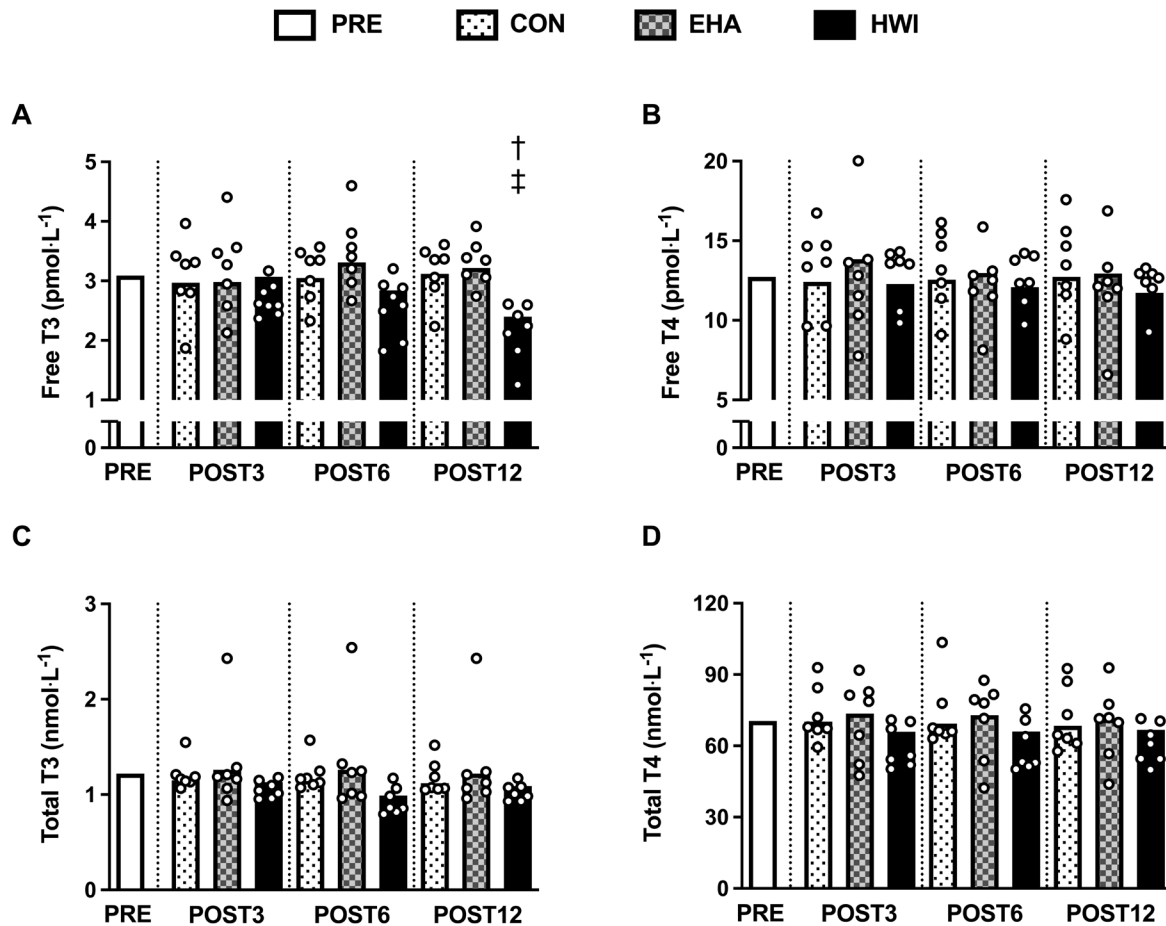 PRE CON EHA HWI
A
Free T3 (pmol·L⁻¹)
5
4
3
2
1
0
†
‡
PRE POST3 POST6 POST12
B
Free T4 (pmol·L⁻¹)
20
15
10
5
0
PRE POST3 POST6 POST12
C
Total T3 (nmol·L⁻¹)
3
2
1
0
PRE POST3 POST6 POST12
D
Total T4 (nmol·L⁻¹)
120
90
60
30
0
PRE POST3 POST6 POST12